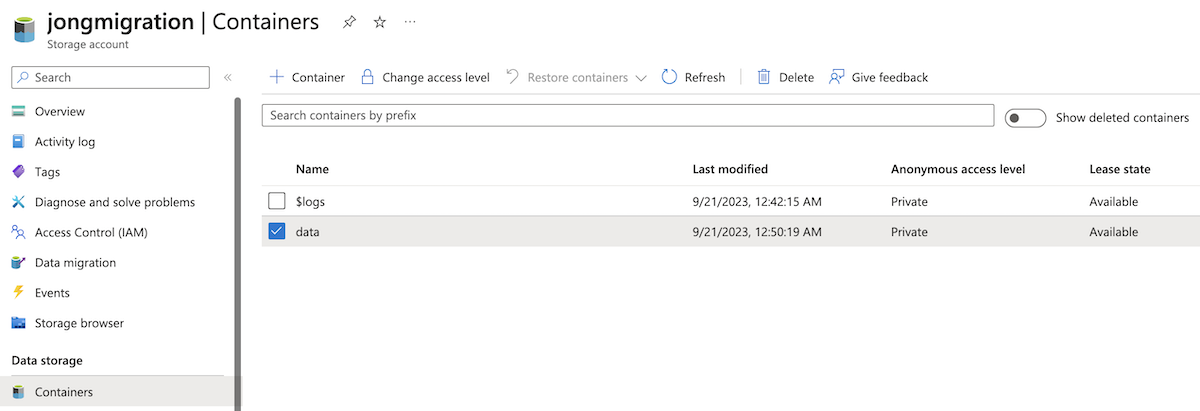 jongmigration | Containers
Storage account
Search
Container Change access level Restore containers Refresh Delete Give feedback
Search containers by prefix
Show deleted containers
Overview
Activity log
Tags
Diagnose and solve problems
Access Control (IAM)
Data migration
Events
Storage browser
Data storage
Containers
Name Last modified Anonymous access level Lease state
$logs 9/21/2023, 12:42:15 AM Private Available
data 9/21/2023, 12:50:19 AM Private Available